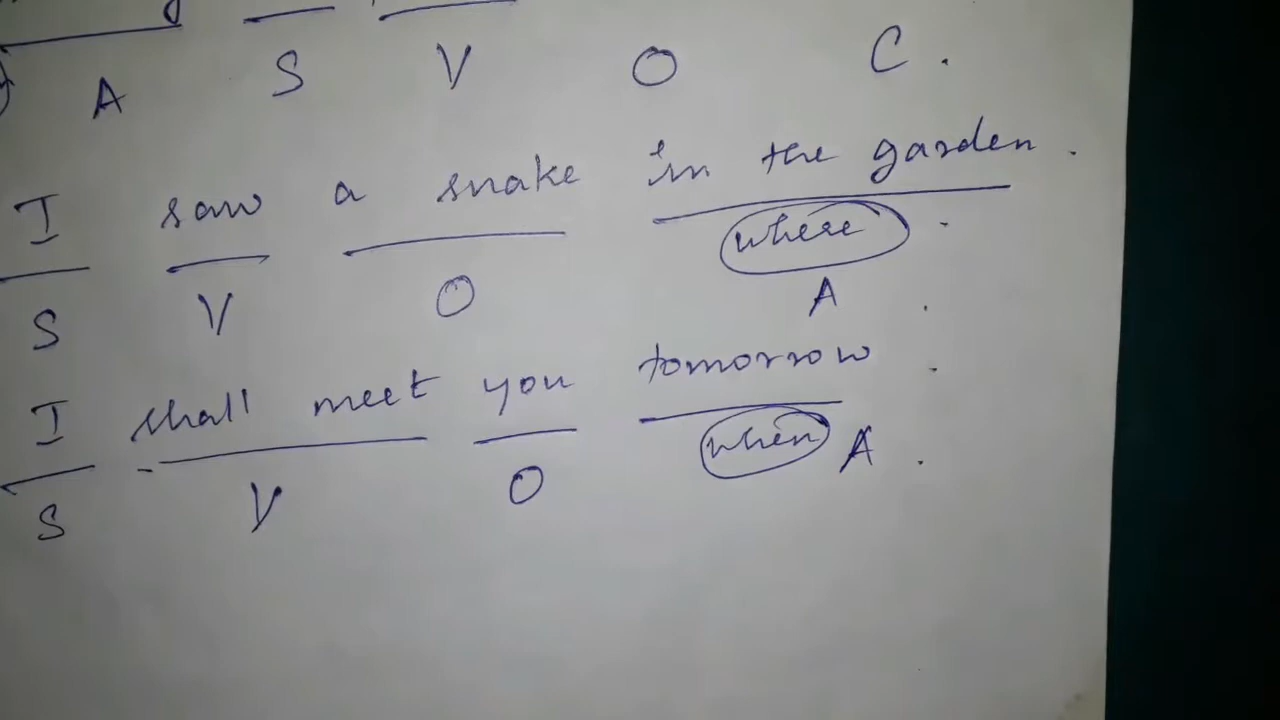 A S V O C .
I saw a snake in the garden .
where .
S V O A .
I shall meet you tomorrow .
when
S V O A .